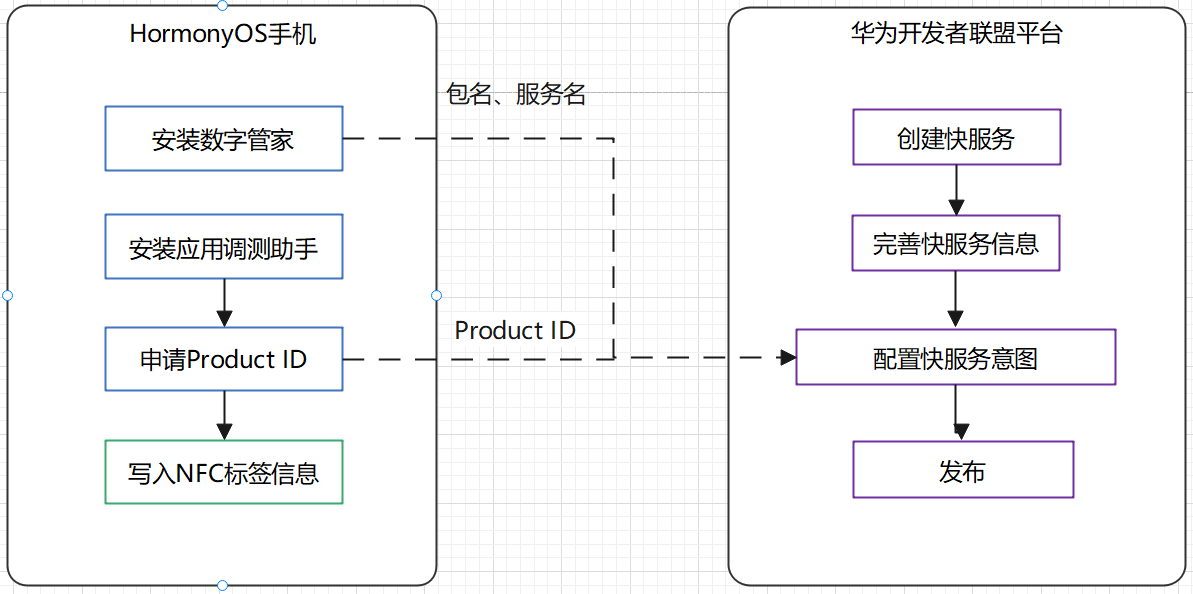 HormonyOS手机
安装数字管家
安装应用调测助手
申请Product ID
写入NFC标签信息
包名、服务名
Product ID
华为开发者联盟平台
创建快服务
完善快服务信息
配置快服务意图
发布